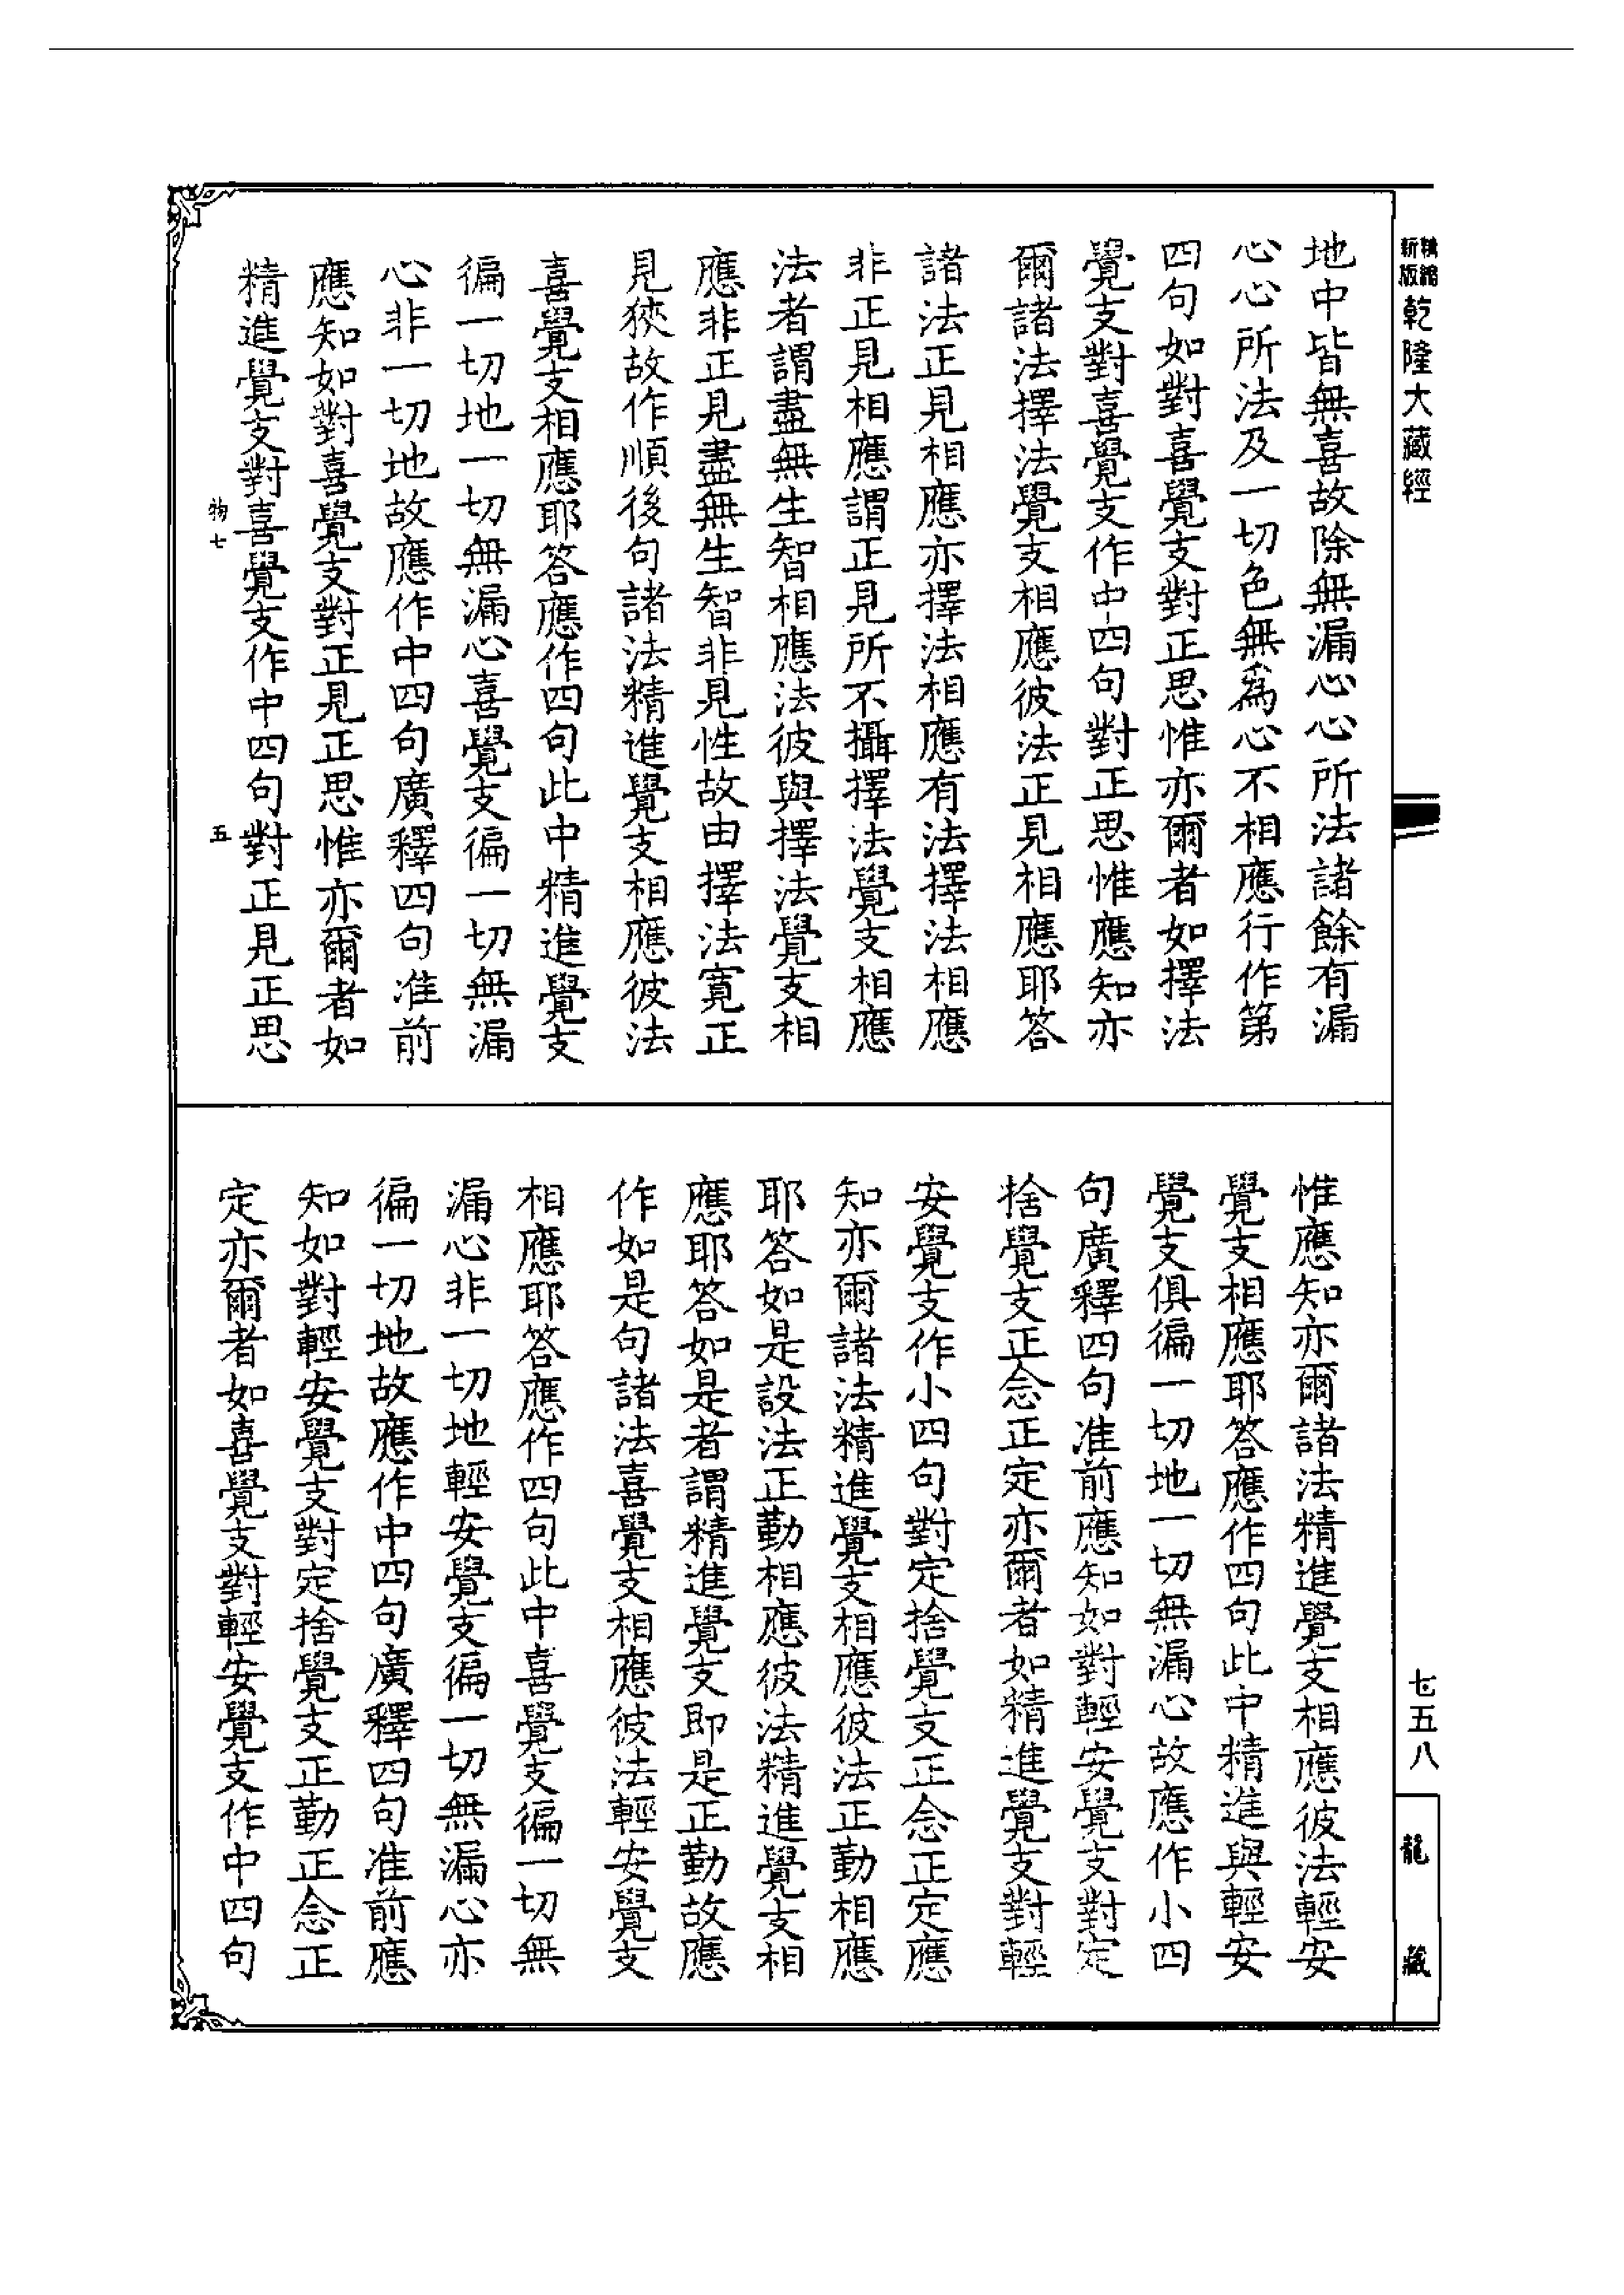 精縮新版乾隆大藏經
地中皆無喜故除無漏心心所法諸餘有漏
心心所法及一切色無爲心不相應行作第
四句如對喜覺支對正思惟亦爾者如擇法
覺支對喜覺支作中四句對正思惟應知亦
爾諸法擇法覺支相應彼法正見相應耶答
諸法正見相應亦擇法相應有法擇法相應
非正見相應謂正見所不攝擇法覺支相應
法者謂盡無生智相應法彼與擇法覺支相
應非正見盡無生智非見性故由擇法寬正
見狹故作順後句諸法精進覺支相應彼法
喜覺支相應耶答應作四句此中精進覺支
徧一切地一切無漏心喜覺支徧一切無漏
心非一切地故應作中四句廣釋四句准前
應知如對喜覺支對正見正思惟亦爾者如
精進覺支對喜覺支作中四句對正見正思
物七
五
惟應知亦爾諸法精進覺支相應彼法輕安
覺支相應耶答應作四句此中精進與輕安
覺支俱徧一切地一切無漏心故應作小四
句廣釋四句准前應知如對輕安覺支對定
捨覺支正念正定亦爾者如精進覺支對輕
安覺支作小四句對定捨覺支正念正定應
知亦爾諸法精進覺支相應彼法正勤相應
耶答如是設法正勤相應彼法精進覺支相
應耶答如是者謂精進覺支即是正勤故應
作如是句諸法喜覺支相應彼法輕安覺支
相應耶答應作四句此中喜覺支徧一切無
漏心非一切地輕安覺支徧一切無漏心亦
徧一切地故應作中四句廣釋四句准前應
知如對輕安覺支對定捨覺支正勤正念正
定亦爾者如喜覺支對輕安覺支作中四句
七五八
龍藏